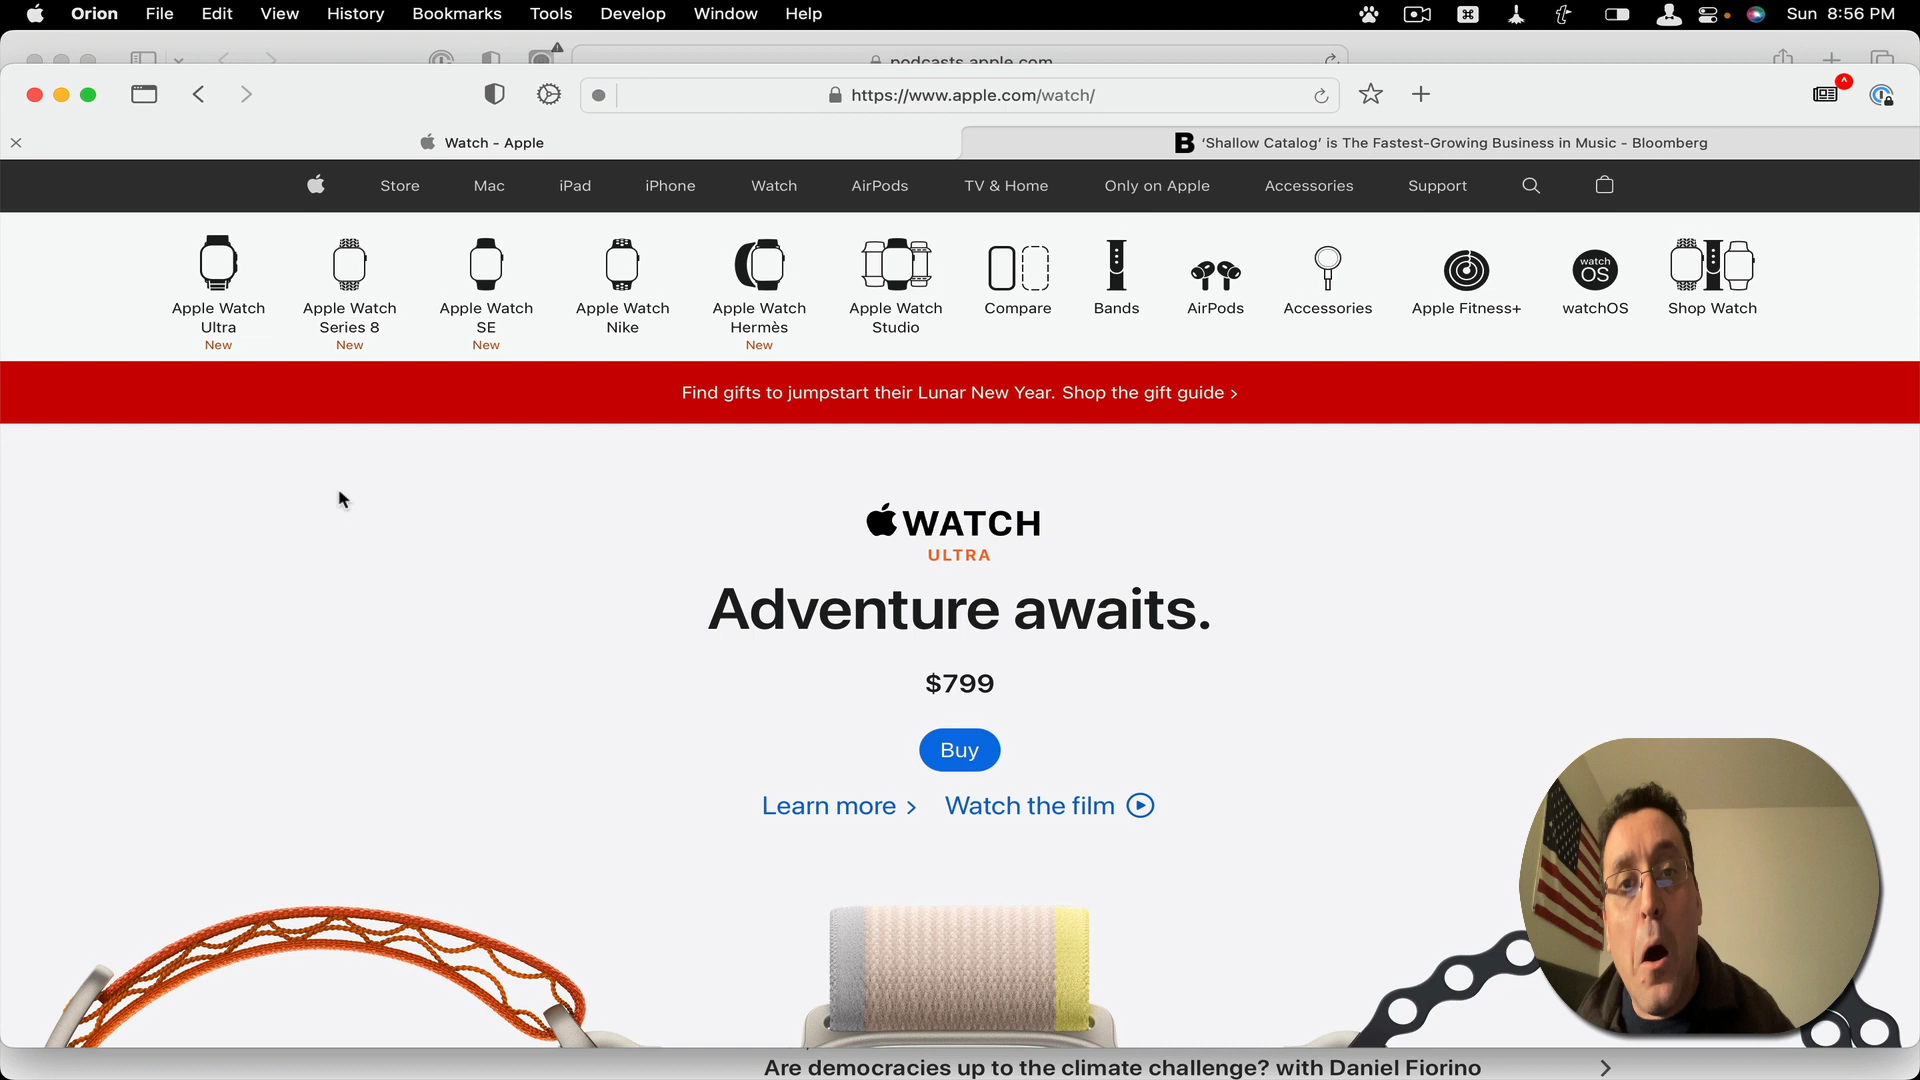 Orion File Edit View History Bookmarks Tools Develop Window Help Sun 8:56 PM
podcasts.apple.com
https://www.apple.com/watch/
Watch - Apple
B 'Shallow Catalog' is The Fastest-Growing Business in Music - Bloomberg
Store Mac iPad iPhone Watch AirPods TV & Home Only on Apple Accessories Support
Apple Watch Ultra New
Apple Watch Series 8 New
Apple Watch SE New
Apple Watch Nike
Apple Watch Hermès New
Apple Watch Studio
Compare
Bands
AirPods
Accessories
Apple Fitness+
watch OS
watchOS
Shop Watch
Find gifts to jumpstart their Lunar New Year. Shop the gift guide >
WATCH
ULTRA
Adventure awaits.
$799
Buy
Learn more > Watch the film
Are democracies up to the climate challenge? with Daniel Fiorino